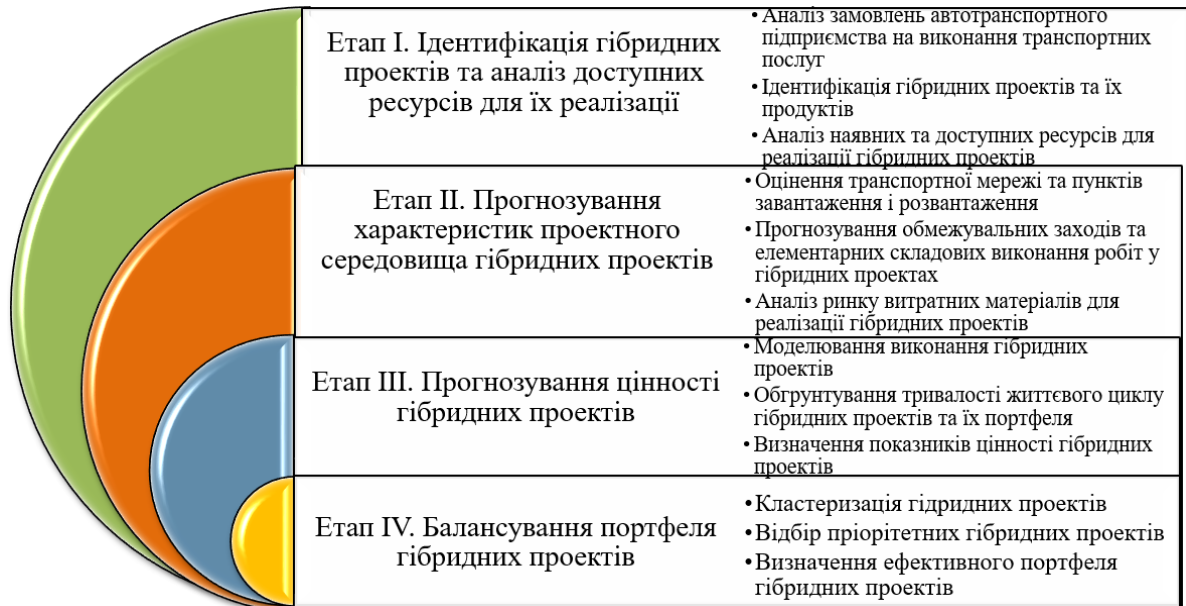 Етап І. Ідентифікація гібридних
проектів та аналіз доступних
ресурсів для їх реалізації
• Аналіз замовлень автотранспортного
підприємства на виконання транспортних
послуг
• Ідентифікація гібридних проектів та їх
продуктів
• Аналіз наявних та доступних ресурсів для
реалізації гібридних проектів
Етап ІІ. Прогнозування
характеристик проектного
середовища гібридних проектів
• Оцінення транспортної мережі та пунктів
завантаження і розвантаження
• Прогнозування обмежувальних заходів та
елементарних складових виконання робіт у
гібридних проектах
• Аналіз ринку витратних матеріалів для
реалізації гібридних проектів
Етап ІІІ. Прогнозування цінності
гібридних проектів
• Моделювання виконання гібридних
проектів
• Обгрунтування тривалості життєвого циклу
гібридних проектів та їх портфеля
• Визначення показників цінності гібридних
проектів
Етап IV. Балансування портфеля
гібридних проектів
• Кластеризація гідридних проектів
• Відбір пріорітетних гібридних проектів
• Визначення ефективного портфеля
гібридних проектів